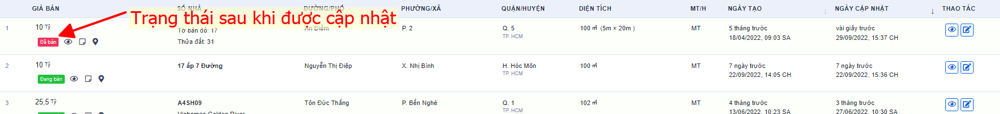 GIÁ BÁN SỐ NHÀ ĐƯỜNG/PHỐ PHƯỜNG/XÃ QUẬN/HUYỆN DIỆN TÍCH MT/H NGÀY TẠO NGÀY CẬP NHẬT THAO TÁC
Trạng thái sau khi được cập nhật
1 10 Tỷ Tờ bản đồ: 17 An Điềm P. 2 Q. 5 100 ㎡ (5m × 20m ) MT 5 tháng trước vài giây trước
TP. HCM 18/04/2022, 09:03 SA 29/09/2022, 15:37 CH
Đã bán Thửa đất: 31
2 10 Tỷ 17 ấp 7 Đường Nguyễn Thị Điệp X. Nhị Bình H. Hóc Môn 100 ㎡ MT 7 ngày trước 7 ngày trước
TP. HCM 22/09/2022, 14:05 CH 22/09/2022, 15:36 CH
Đang bán
3 25,5 Tỷ A4SH09 Tôn Đức Thắng P. Bến Nghé Q. 1 102 ㎡ MT 4 tháng trước 3 tháng trước
TP. HCM 13/06/2022, 10:23 SA 27/06/2022, 10:30 SA
Vinhomes Golden River